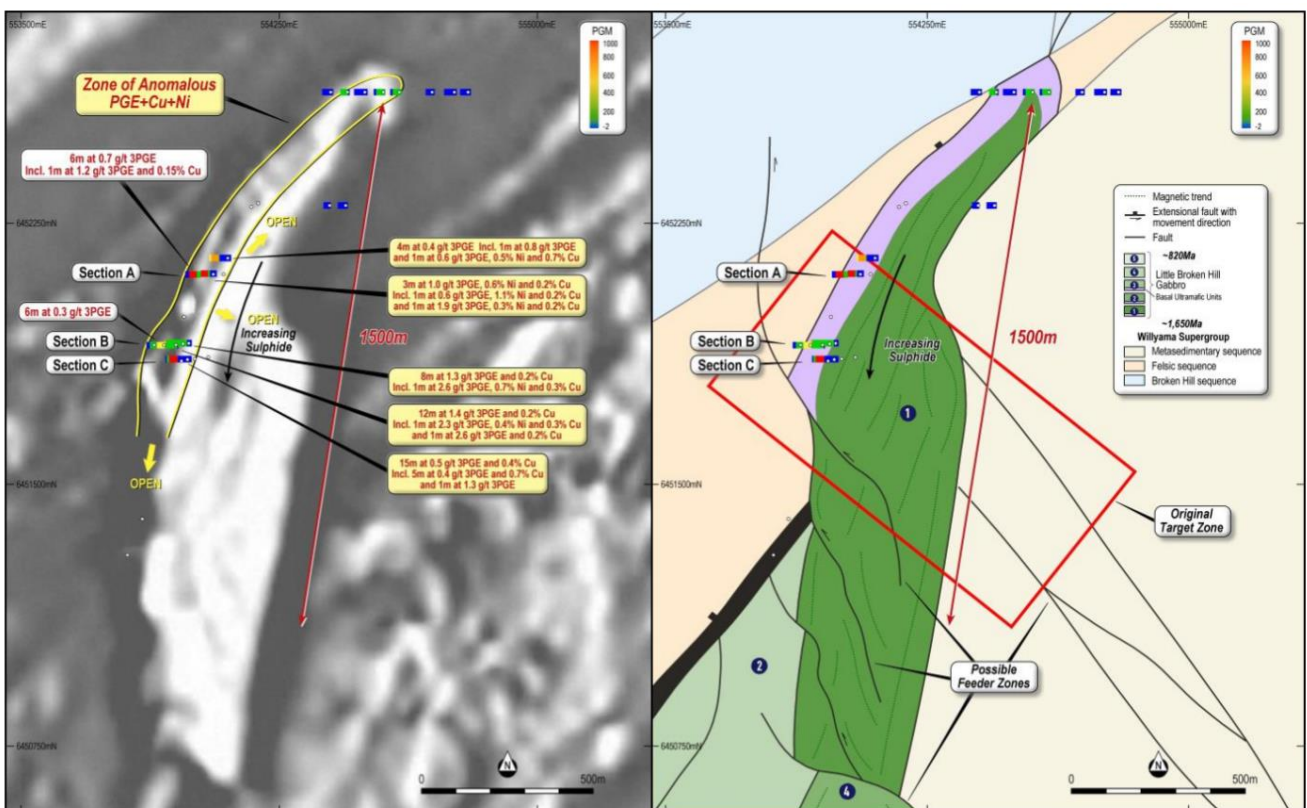 553500mE
554250mE
555000mE
PGM
1000
800
600
400
200
-2
Zone of Anomalous
PGE+Cu+Ni
6m at 0.7 g/t 3PGE
Incl. 1m at 1.2 g/t 3PGE and 0.15% Cu
6452250mN
OPEN
4m at 0.4 g/t 3PGE Incl. 1m at 0.8 g/t 3PGE
and 1m at 0.6 g/t 3PGE, 0.5% Ni and 0.7% Cu
Section A
3m at 1.0 g/t 3PGE, 0.6% Ni and 0.2% Cu
Incl. 1m at 0.6 g/t 3PGE, 1.1% Ni and 0.2% Cu
and 1m at 1.9 g/t 3PGE, 0.3% Ni and 0.2% Cu
6m at 0.3 g/t 3PGE
OPEN
Increasing
Sulphide
1500m
Section B
Section C
8m at 1.3 g/t 3PGE and 0.2% Cu
Incl. 1m at 2.6 g/t 3PGE, 0.7% Ni and 0.3% Cu
12m at 1.4 g/t 3PGE and 0.2% Cu
Incl. 1m at 2.3 g/t 3PGE, 0.4% Ni and 0.3% Cu
and 1m at 2.6 g/t 3PGE and 0.2% Cu
15m at 0.5 g/t 3PGE and 0.4% Cu
Incl. 5m at 0.4 g/t 3PGE and 0.7% Cu
and 1m at 1.3 g/t 3PGE
OPEN
6451500mN
6450750mN
N
0
500m
553500mE
554250mE
555000mE
PGM
1000
800
600
400
200
-2
Magnetic trend
Extensional fault with
movement direction
Fault
~820Ma
5
4
3
2
1
Little Broken Hill
Gabbro
Basal Ultramafic Units
~1,650Ma
Willyama Supergroup
Metasedimentary sequence
Felsic sequence
Broken Hill sequence
6452250mN
Section A
Section B
Section C
Increasing
Sulphide
1500m
1
6451500mN
Original
Target Zone
Possible
Feeder Zones
2
4
6450750mN
N
0
500m